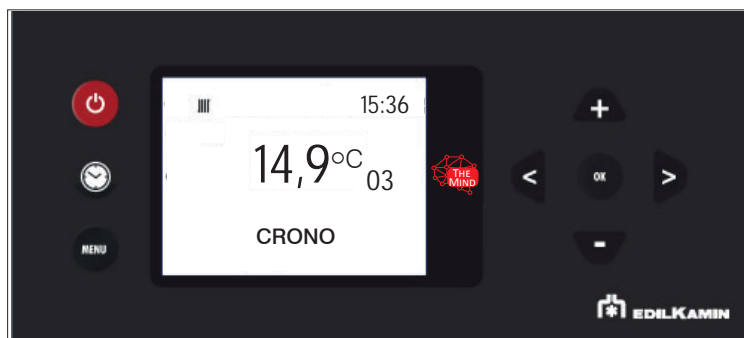 15:36
14,9°C
03
CRONO
MENU
THE
MIND
+
<
OK
>
-
EDILKAMIN